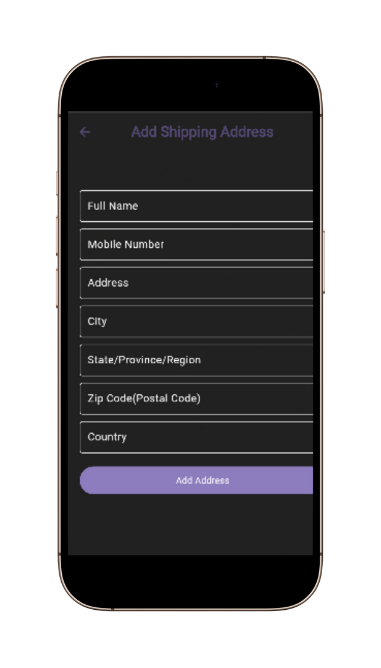 Add Shipping Address
Full Name
Mobile Number
Address
City
State/Province/Region
Zip Code(Postal Code)
Country
Add Address